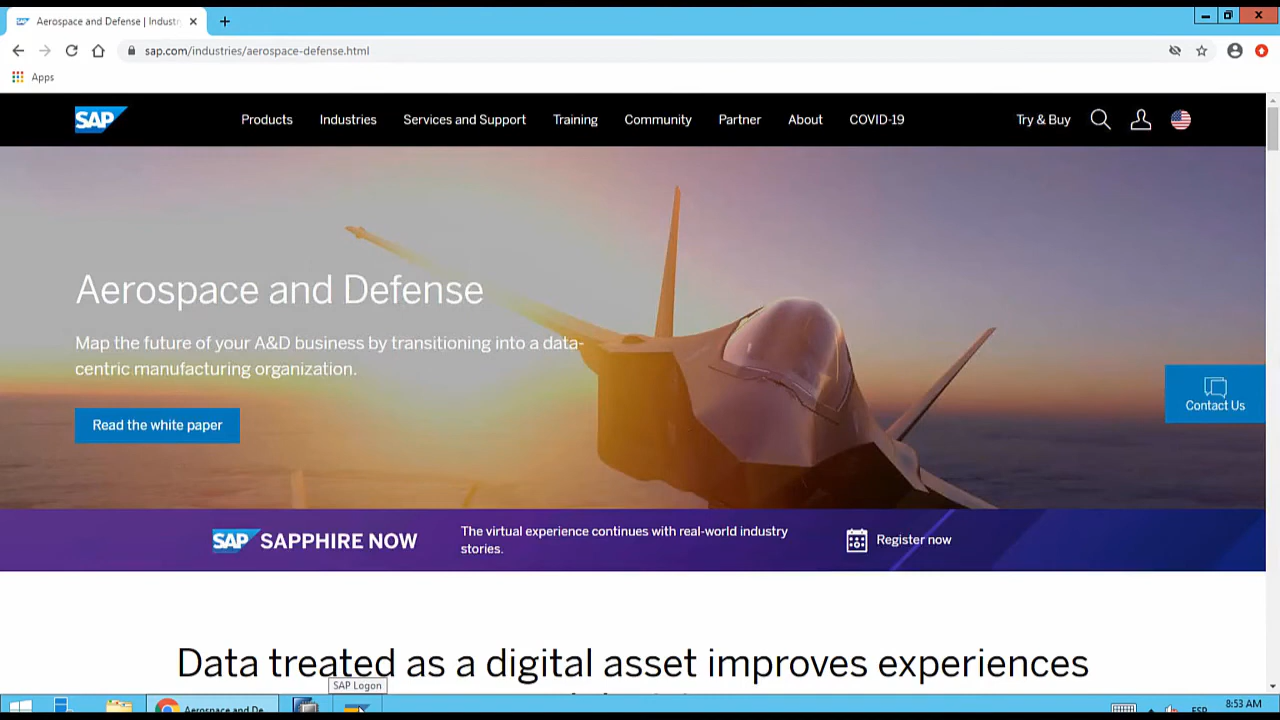 Aerospace and Defense | Industr
sap.com/industries/aerospace-defense.html
Apps
SAP Products Industries Services and Support Training Community Partner About COVID-19 Try & Buy
Aerospace and Defense
Map the future of your A&D business by transitioning into a data-
centric manufacturing organization.
Read the white paper
Contact Us
SAP SAPPHIRE NOW
The virtual experience continues with real-world industry
stories.
Register now
Data treated as a digital asset improves experiences
SAP Logon
Aerospace and De...
ESP
8:53 AM